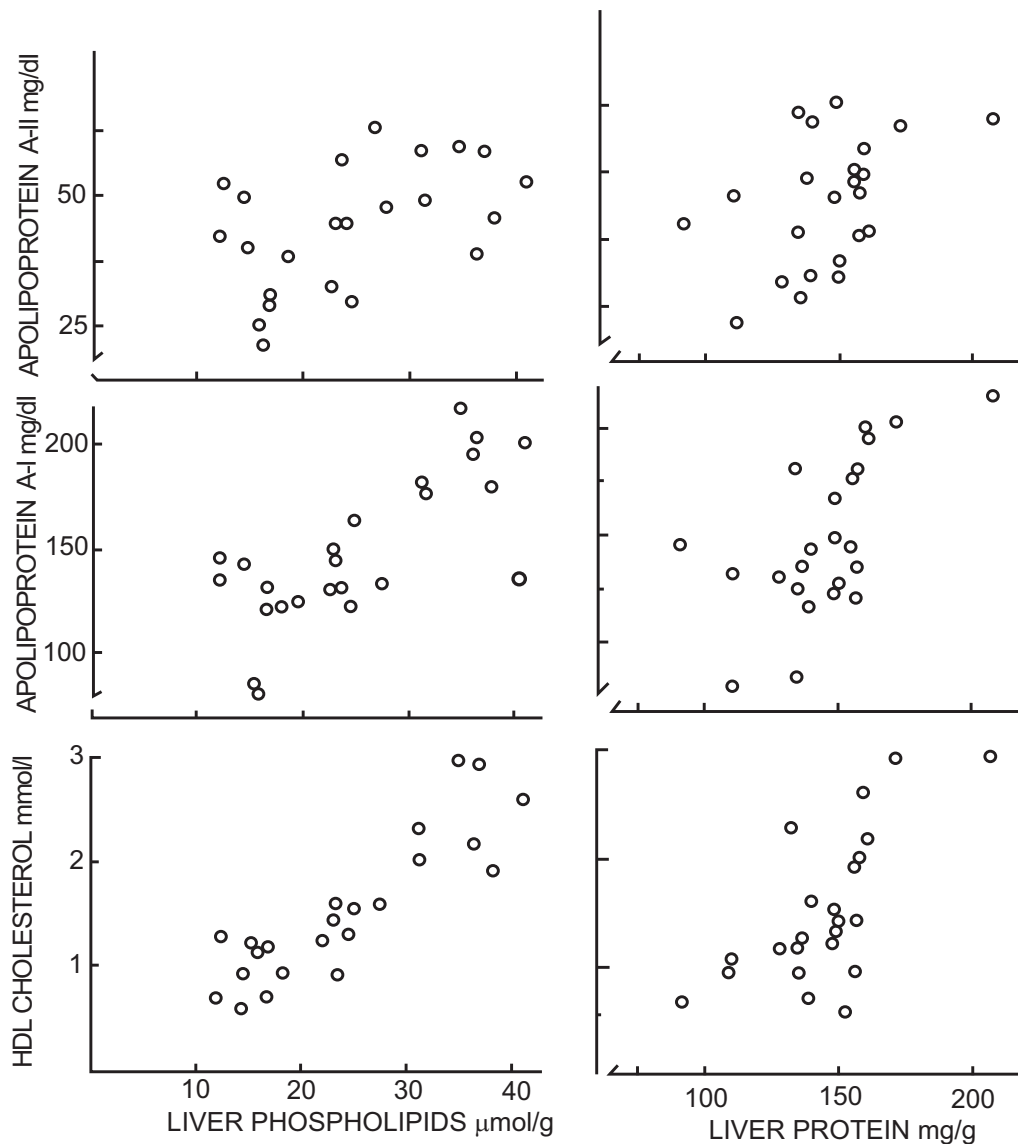 APOLIPOPROTEIN A-II mg/dl
50
25
APOLIPOPROTEIN A-I mg/dl
200
150
100
HDL CHOLESTEROL mmol/l
3
2
1
10 20 30 40
LIVER PHOSPHOLIPIDS μmol/g
100 150 200
LIVER PROTEIN mg/g